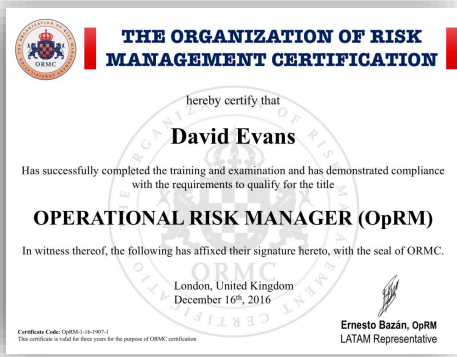 THE ORGANIZATION OF RISK
MANAGEMENT CERTIFICATION
ORMC
hereby certify that
David Evans
Has successfully completed the training and examination and has demonstrated compliance
with the requirements to qualify for the title
OPERATIONAL RISK MANAGER (OpRM)
In witness thereof, the following has affixed their signature hereto, with the seal of ORMC.
ORMC
London, United Kingdom
December 16th, 2016
Ernesto Bazán, OpRM
LATAM Representative
Certificate Code: OpRM-1-16-1907-1
This certificate is valid for three years for the purpose of ORMC certification